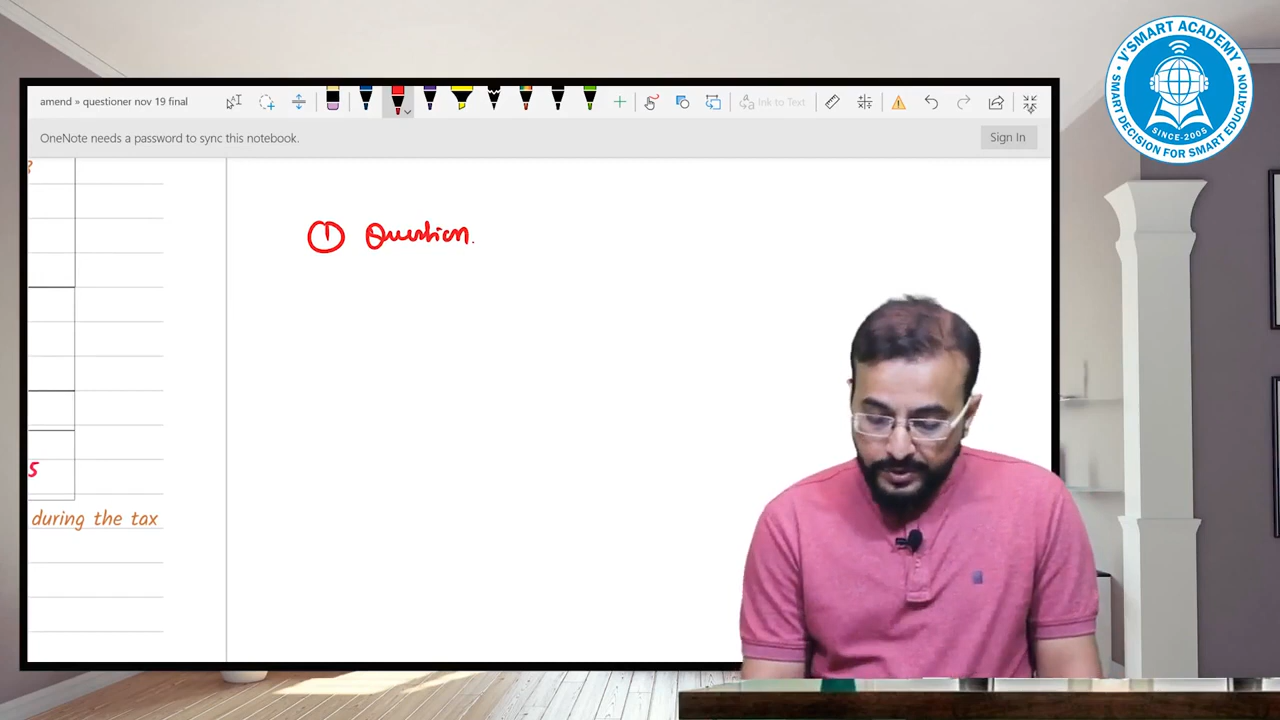 V'SMART ACADEMY
SINCE-2005
SMART DECISION FOR SMART EDUCATION
amend » questioner nov 19 final
Ink to Text
OneNote needs a password to sync this notebook.
Sign In
① Question.
5
during the tax